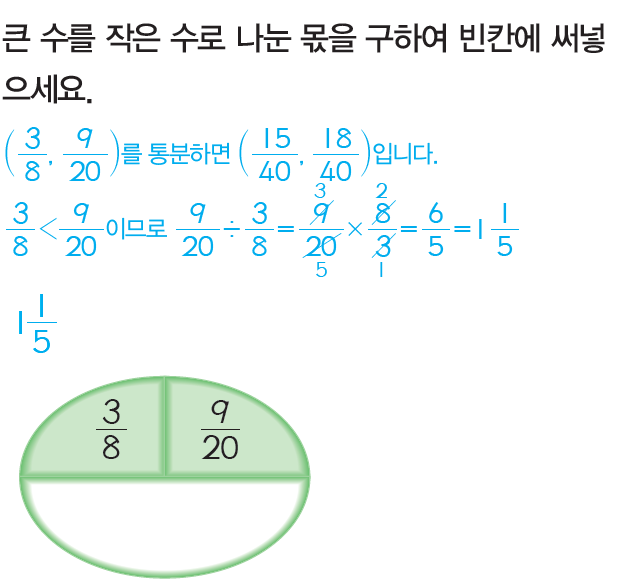 큰 수를 작은 수로 나눈 몫을 구하여 빈칸에 써넣
으세요.
(3/8, 9/20)를 통분하면 (15/40, 18/40)입니다.
3/8 < 9/20 이므로 9/20 ÷ 3/8 = 9/20 × 8/3 = 6/5 = 1 1/5
3 2
5 1
1 1/5
3/8 9/20